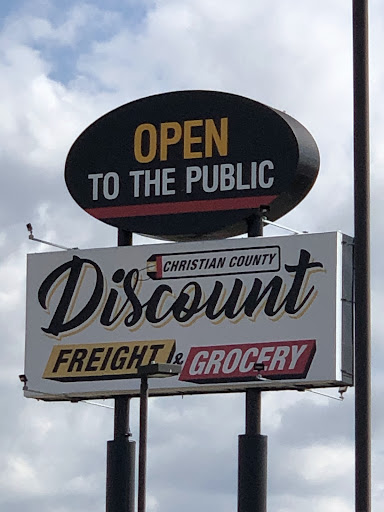 OPEN
TO THE PUBLIC
CHRISTIAN COUNTY
Discount
FREIGHT & GROCERY